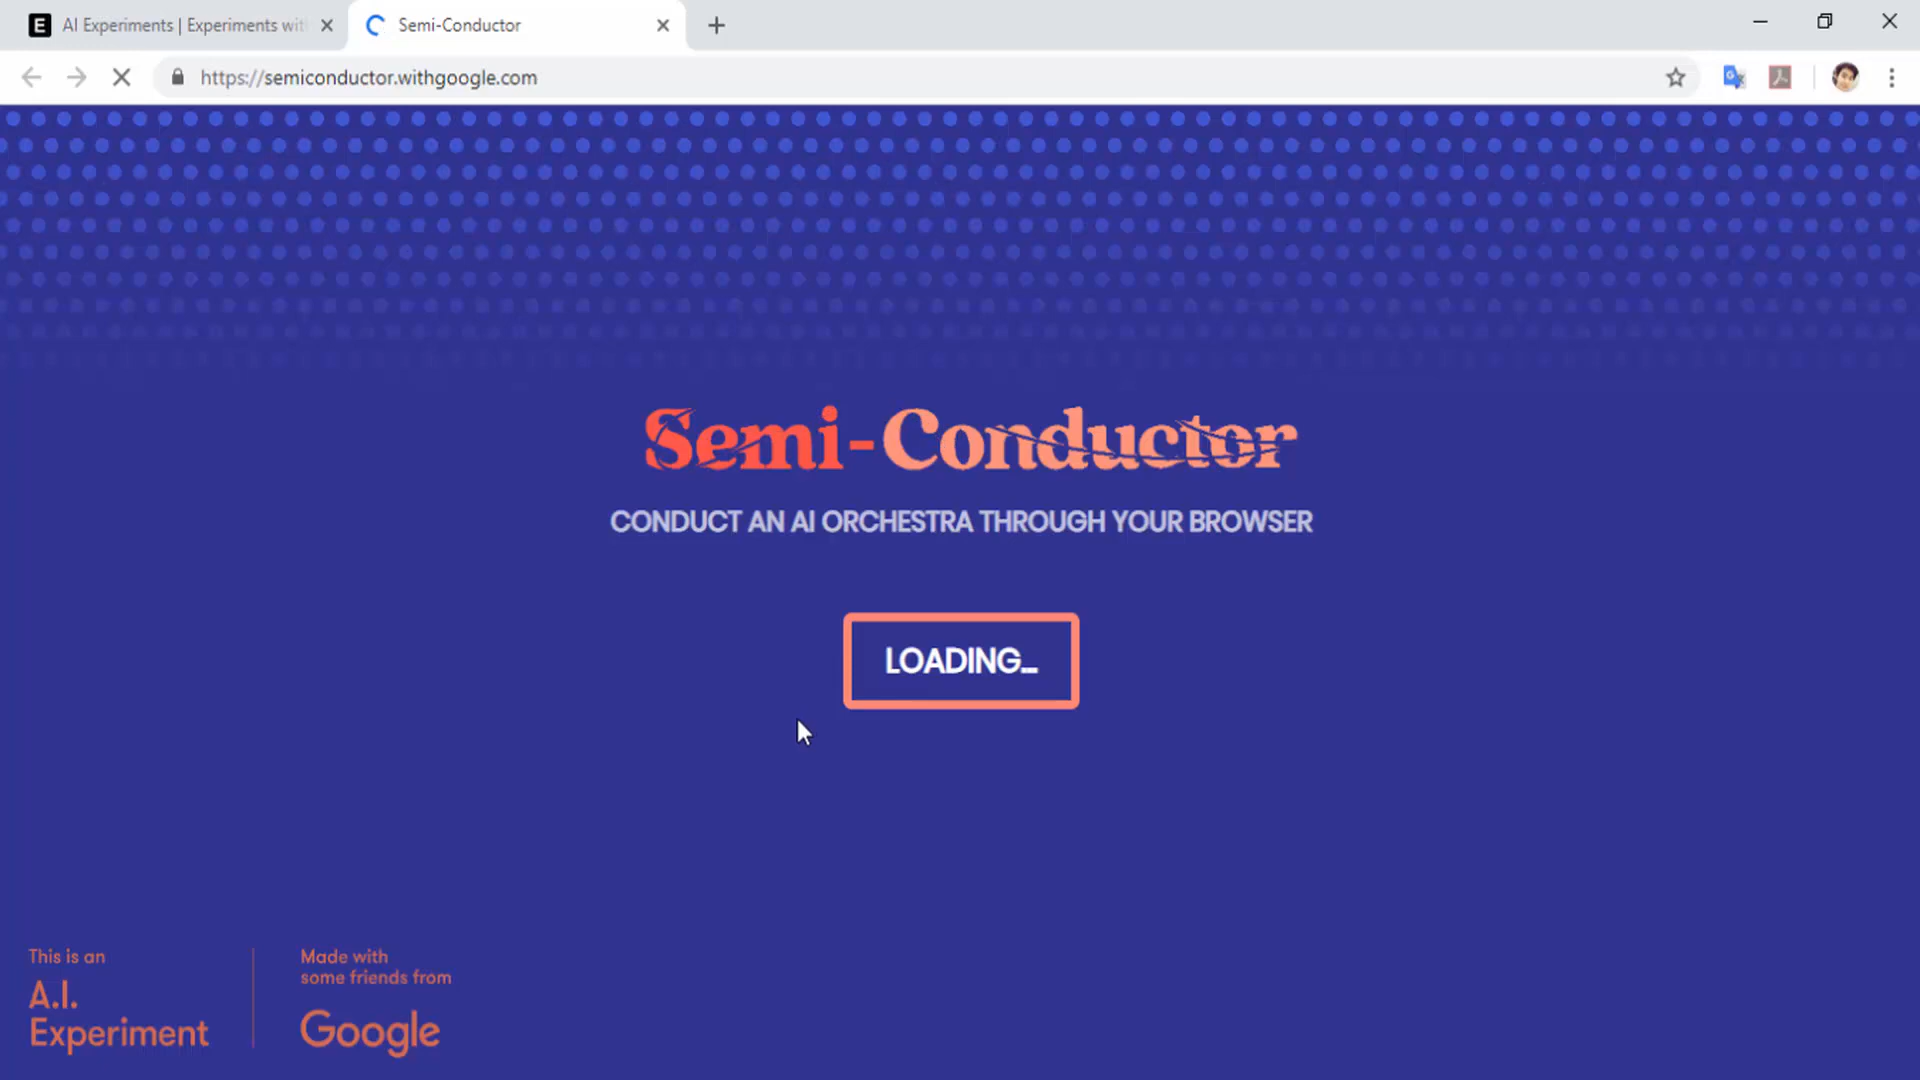 AI Experiments | Experiments wit
Semi-Conductor
https://semiconductor.withgoogle.com
Semi-Conductor
CONDUCT AN AI ORCHESTRA THROUGH YOUR BROWSER
LOADING...
This is an
A.I.
Experiment
Made with
some friends from
Google